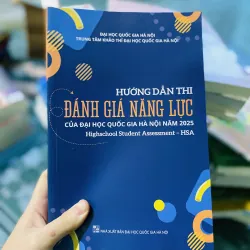 ĐẠI HỌC QUỐC GIA HÀ NỘI
TRUNG TÂM KHẢO THÍ ĐẠI HỌC QUỐC GIA HÀ NỘI
HƯỚNG DẪN THI
ĐÁNH GIÁ NĂNG LỰC
CỦA ĐẠI HỌC QUỐC GIA HÀ NỘI NĂM 2025
Highschool Student Assessment - HSA
NHÀ XUẤT BẢN ĐẠI HỌC QUỐC GIA HÀ NỘI